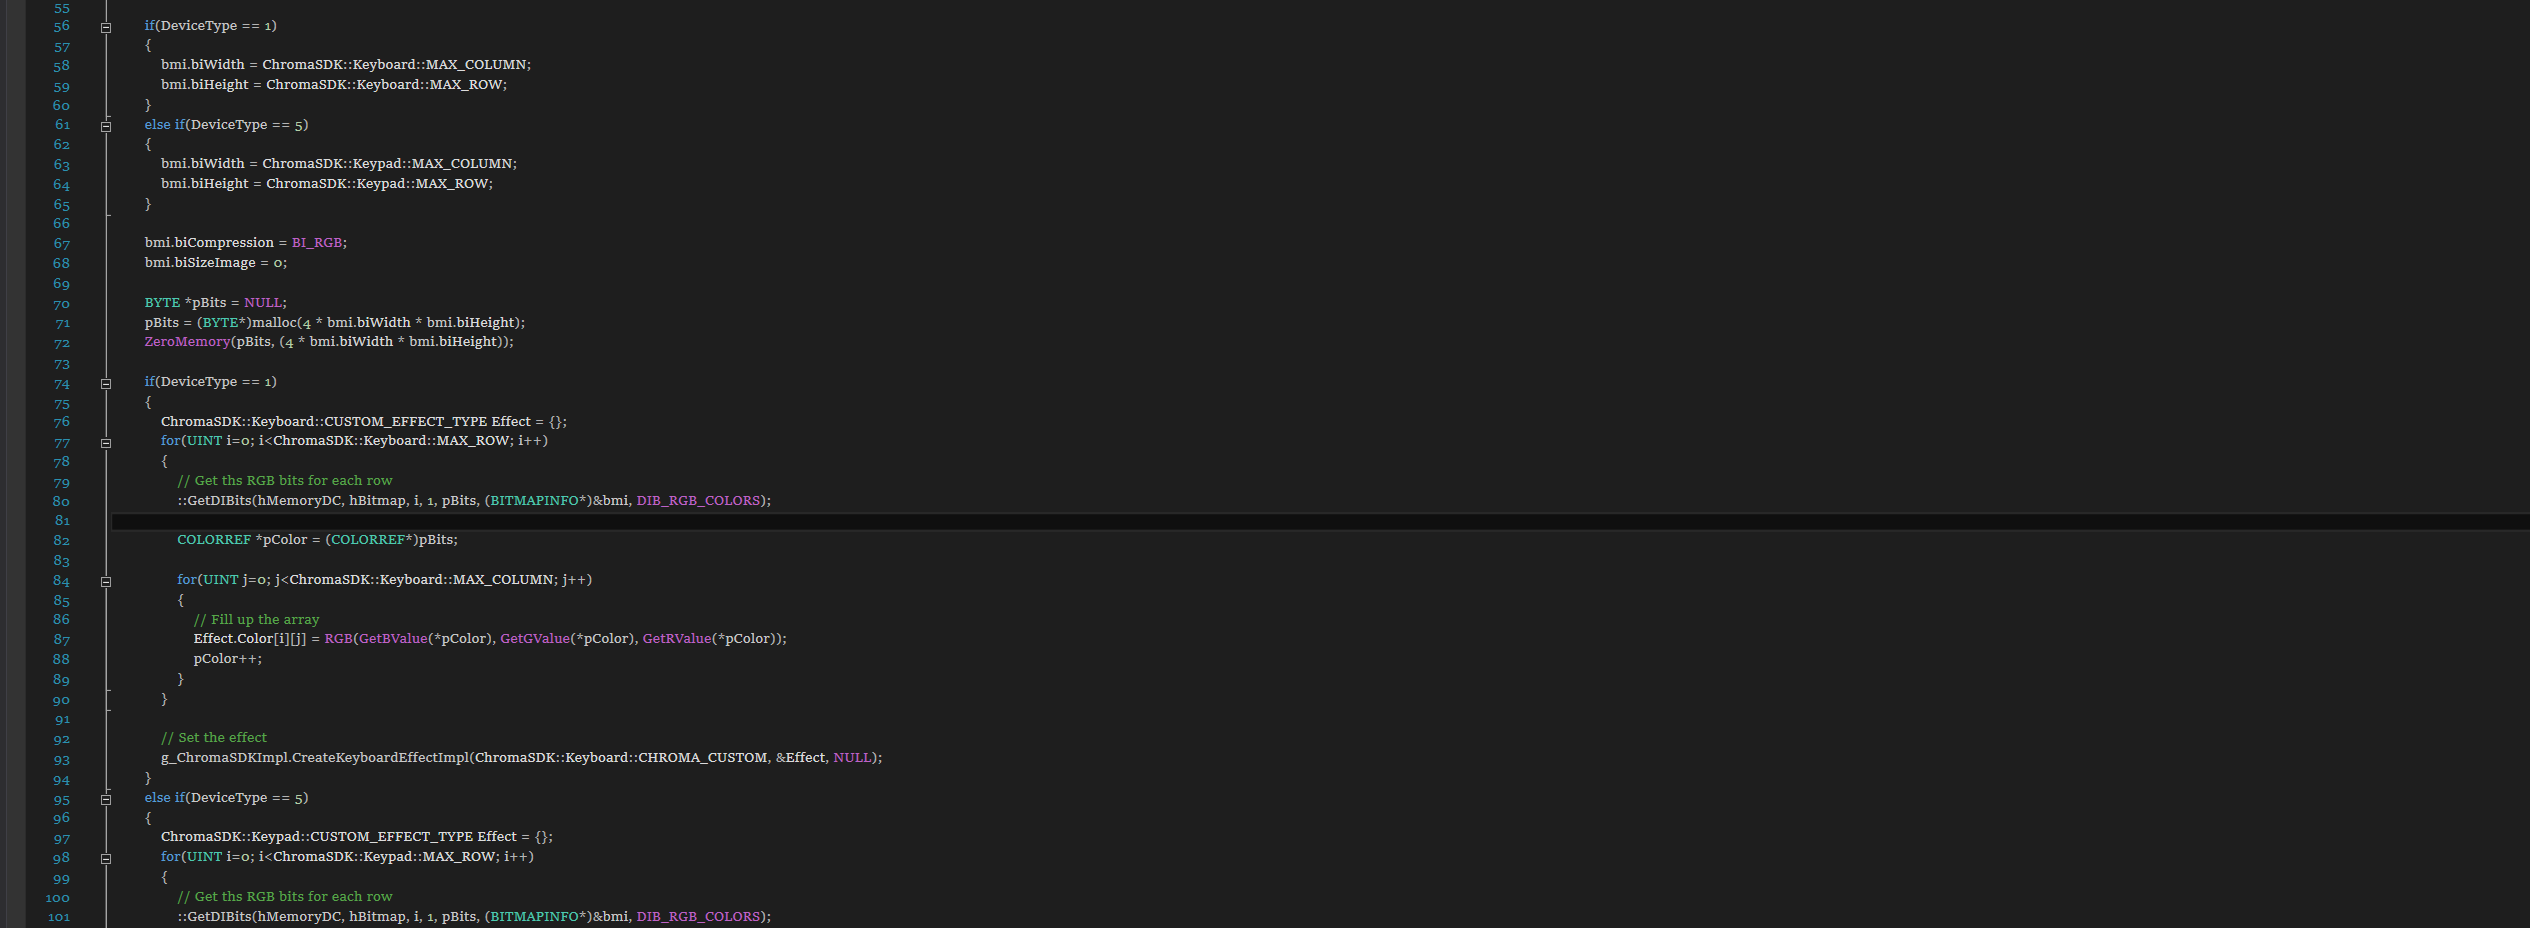 55
56 if(DeviceType == 1)
57 {
58 bmi.biWidth = ChromaSDK::Keyboard::MAX_COLUMN;
59 bmi.biHeight = ChromaSDK::Keyboard::MAX_ROW;
60 }
61 else if(DeviceType == 5)
62 {
63 bmi.biWidth = ChromaSDK::Keypad::MAX_COLUMN;
64 bmi.biHeight = ChromaSDK::Keypad::MAX_ROW;
65 }
66
67 bmi.biCompression = BI_RGB;
68 bmi.biSizeImage = 0;
69
70 BYTE *pBits = NULL;
71 pBits = (BYTE*)malloc(4 * bmi.biWidth * bmi.biHeight);
72 ZeroMemory(pBits, (4 * bmi.biWidth * bmi.biHeight));
73
74 if(DeviceType == 1)
75 {
76 ChromaSDK::Keyboard::CUSTOM_EFFECT_TYPE Effect = {};
77 for(UINT i=0; i<ChromaSDK::Keyboard::MAX_ROW; i++)
78 {
79 // Get ths RGB bits for each row
80 ::GetDIBits(hMemoryDC, hBitmap, i, 1, pBits, (BITMAPINFO*)&bmi, DIB_RGB_COLORS);
81
82 COLORREF *pColor = (COLORREF*)pBits;
83
84 for(UINT j=0; j<ChromaSDK::Keyboard::MAX_COLUMN; j++)
85 {
86 // Fill up the array
87 Effect.Color[i][j] = RGB(GetBValue(*pColor), GetGValue(*pColor), GetRValue(*pColor));
88 pColor++;
89 }
90 }
91
92 // Set the effect
93 g_ChromaSDKImpl.CreateKeyboardEffectImpl(ChromaSDK::Keyboard::CHROMA_CUSTOM, &Effect, NULL);
94 }
95 else if(DeviceType == 5)
96 {
97 ChromaSDK::Keypad::CUSTOM_EFFECT_TYPE Effect = {};
98 for(UINT i=0; i<ChromaSDK::Keypad::MAX_ROW; i++)
99 {
100 // Get ths RGB bits for each row
101 ::GetDIBits(hMemoryDC, hBitmap, i, 1, pBits, (BITMAPINFO*)&bmi, DIB_RGB_COLORS);